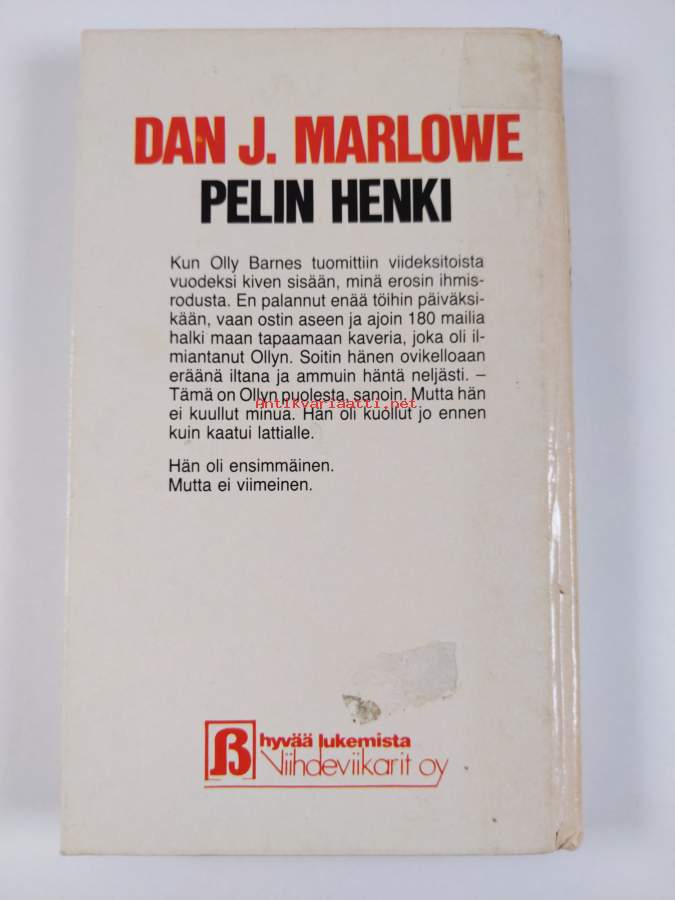 DAN J. MARLOWE
PELIN HENKI
Kun Olly Barnes tuomittiin viideksitoista
vuodeksi kiven sisään, minä erosin ihmis-
rodusta. En palannut enää töihin päiväksi-
kään, vaan ostin aseen ja ajoin 180 mailia
halki maan tapaamaan kaveria, joka oli il-
miantanut Ollyn. Soitin hänen ovikelloaan
eräänä iltana ja ammuin häntä neljästi. –
Tämä on Ollyn puolesta, sanoin. Mutta hän
Antikvariaatti.net
ei kuullut minua. Hän oli kuollut jo ennen
kuin kaatui lattialle.
Hän oli ensimmäinen.
Mutta ei viimeinen.
hyvää lukemista
Viihdeviikarit oy